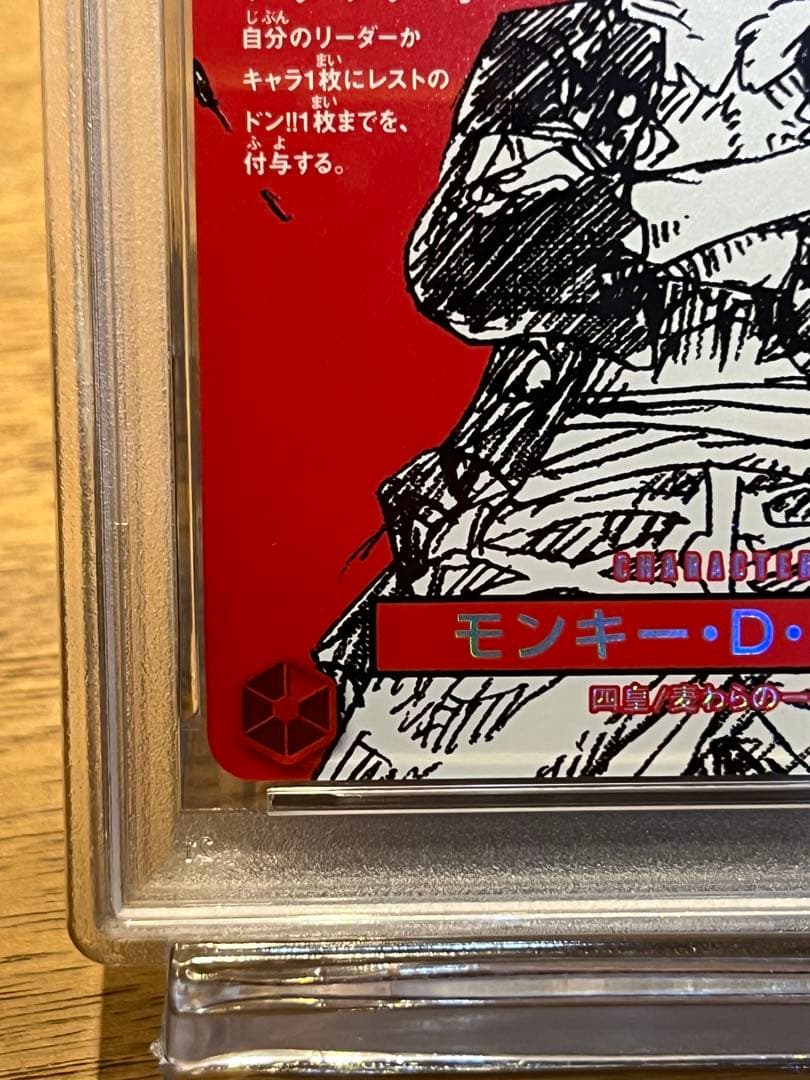 自分のリーダーか
キャラ1枚にレストの
ドン!!1枚までを、
付与する。
CHARACTER
モンキー・D・
四皇/麦わらの一